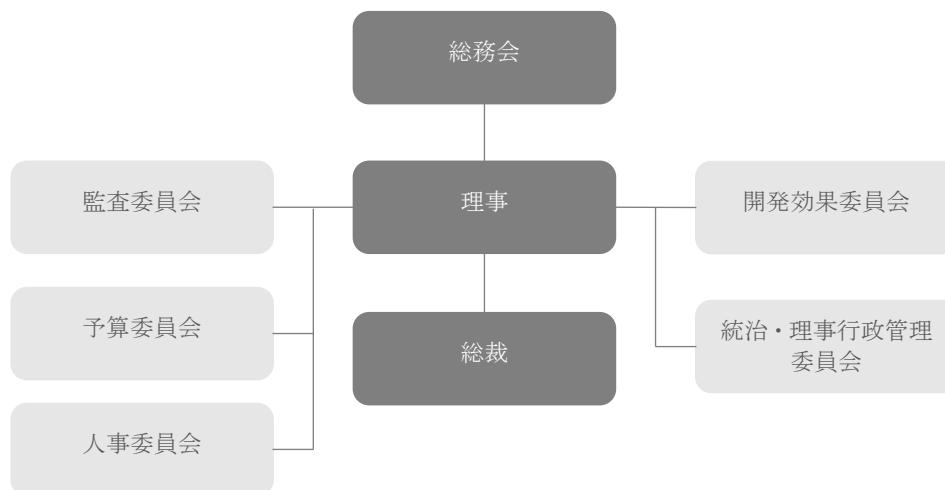 総務会
監査委員会
理事
開発効果委員会
予算委員会
総裁
統治・理事行政管理
委員会
人事委員会